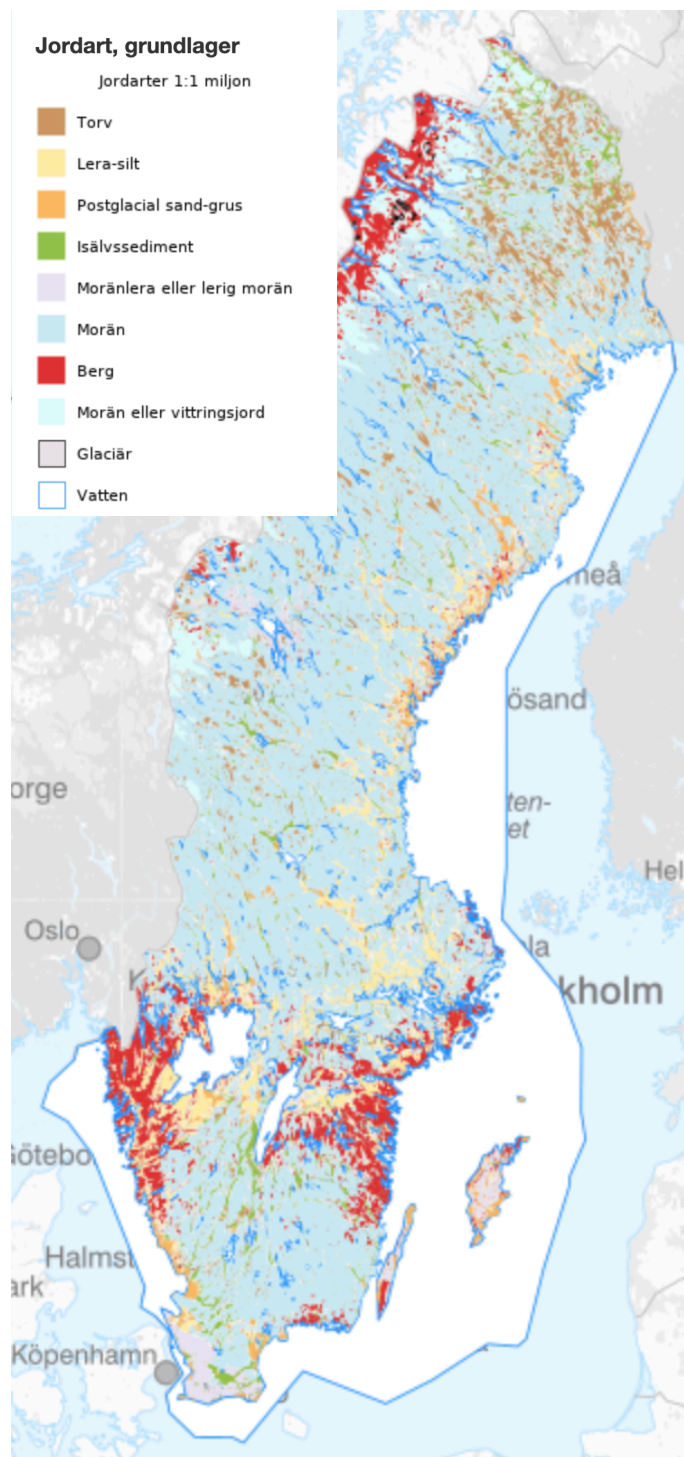 Jordart, grundlager
Jordarter 1:1 miljon
Torv
Lera-silt
Postglacial sand-grus
Isälvssediment
Moränlera eller lerig morän
Morän
Berg
Morän eller vittringsjord
Glaciär
Vatten
meå
ösand
orge
ten-
et
Hel
Oslo
la
K
kholm
Götebo
Halmst
ark
Köpenhamn